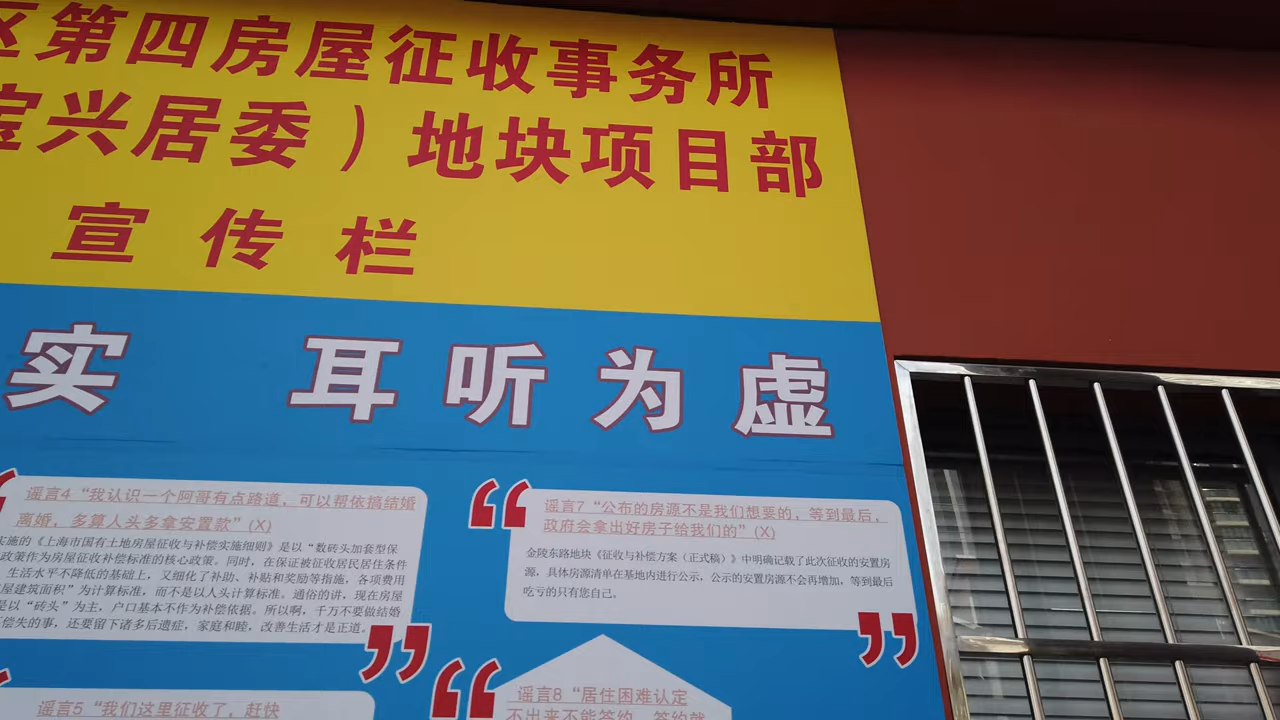 区第四房屋征收事务所
宝兴居委）地块项目部
宣传栏
实 耳听为虚
谣言4“我认识一个阿哥有点路道，可以帮侬搞结婚
离婚，多算人头多拿安置款”(X)
实施的《上海市国有土地房屋征收与补偿实施细则》是以“数砖头加套型保
政策作为房屋征收补偿标准的核心政策。同时，在保证被征收居民居住条件
生活水平不降低的基础上，又细化了补助、补贴和奖励等措施，各项费用
屋建筑面积”为计算标准，而不是以人头计算标准。通俗的讲，现在房屋
是以“砖头”为主，户口基本不作为补偿依据。所以啊，千万不要做结婚
偿失的事，还要留下诸多后遗症，家庭和睦，改善生活才是正道。
谣言7“公布的房源不是我们想要的，等到最后，
政府会拿出好房子给我们的”(X)
金陵东路地块《征收与补偿方案（正式稿）》中明确记载了此次征收的安置房
源，具体房源清单在基地内进行公示，公示的安置房源不会再增加，等到最后
吃亏的只有您自己。
谣言5“我们这里征收了，赶快
谣言8“居住困难认定
不出来不能签约，签约就